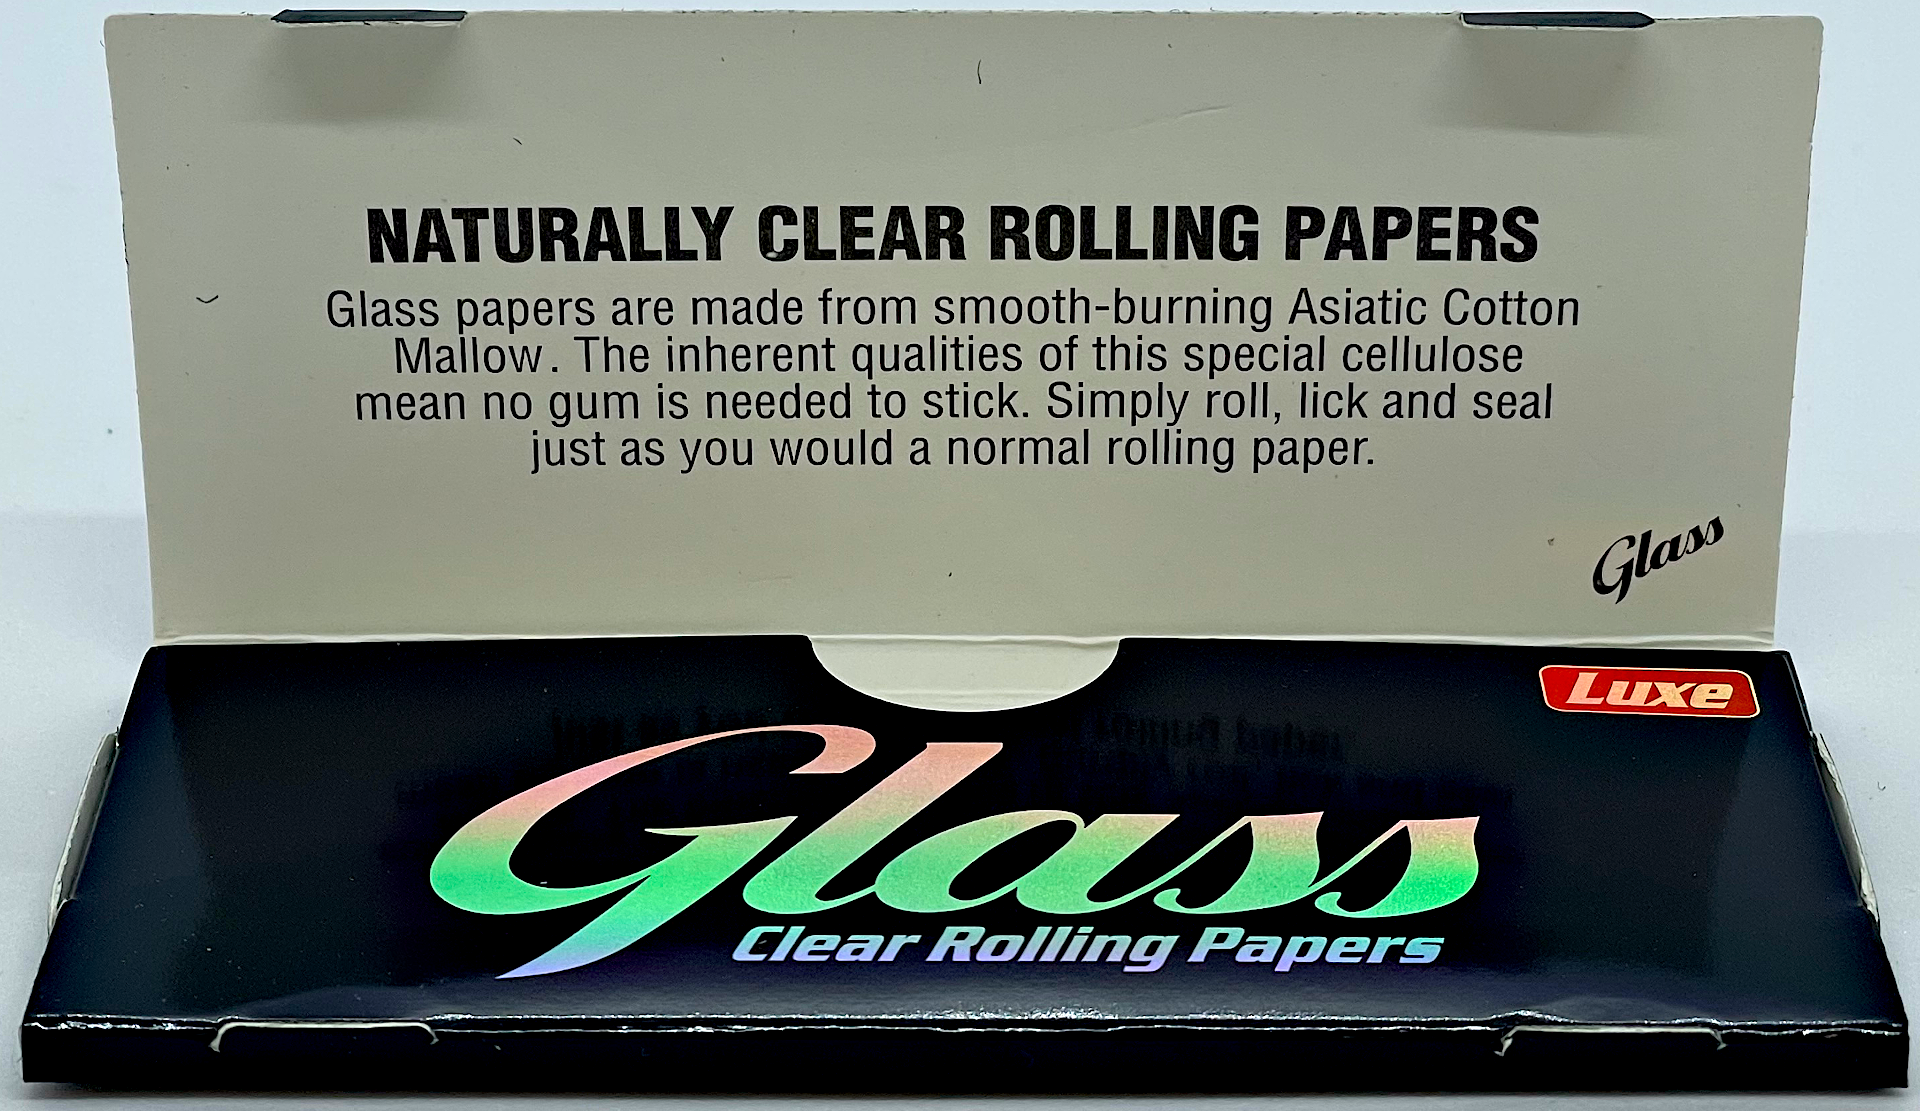 NATURALLY CLEAR ROLLING PAPERS
Glass papers are made from smooth-burning Asiatic Cotton
Mallow. The inherent qualities of this special cellulose
mean no gum is needed to stick. Simply roll, lick and seal
just as you would a normal rolling paper.
Glass
Luxe
Glass
Clear Rolling Papers